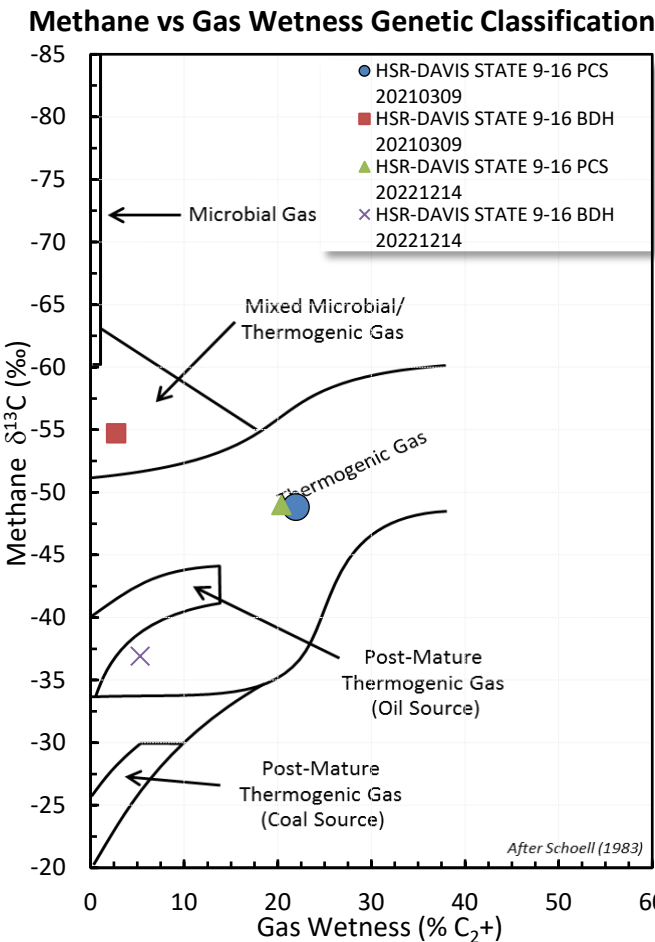 Methane vs Gas Wetness Genetic Classification
-85
-80
-75
-70
-65
-60
-55
-50
-45
-40
-35
-30
-25
-20
Methane δ13C (‰)
HSR-DAVIS STATE 9-16 PCS
20210309
HSR-DAVIS STATE 9-16 BDH
20210309
HSR-DAVIS STATE 9-16 PCS
20221214
HSR-DAVIS STATE 9-16 BDH
20221214
Microbial Gas
Mixed Microbial/
Thermogenic Gas
Thermogenic Gas
Post-Mature
Thermogenic Gas
(Oil Source)
Post-Mature
Thermogenic Gas
(Coal Source)
After Schoell (1983)
0 10 20 30 40 50 60
Gas Wetness (% C2+)